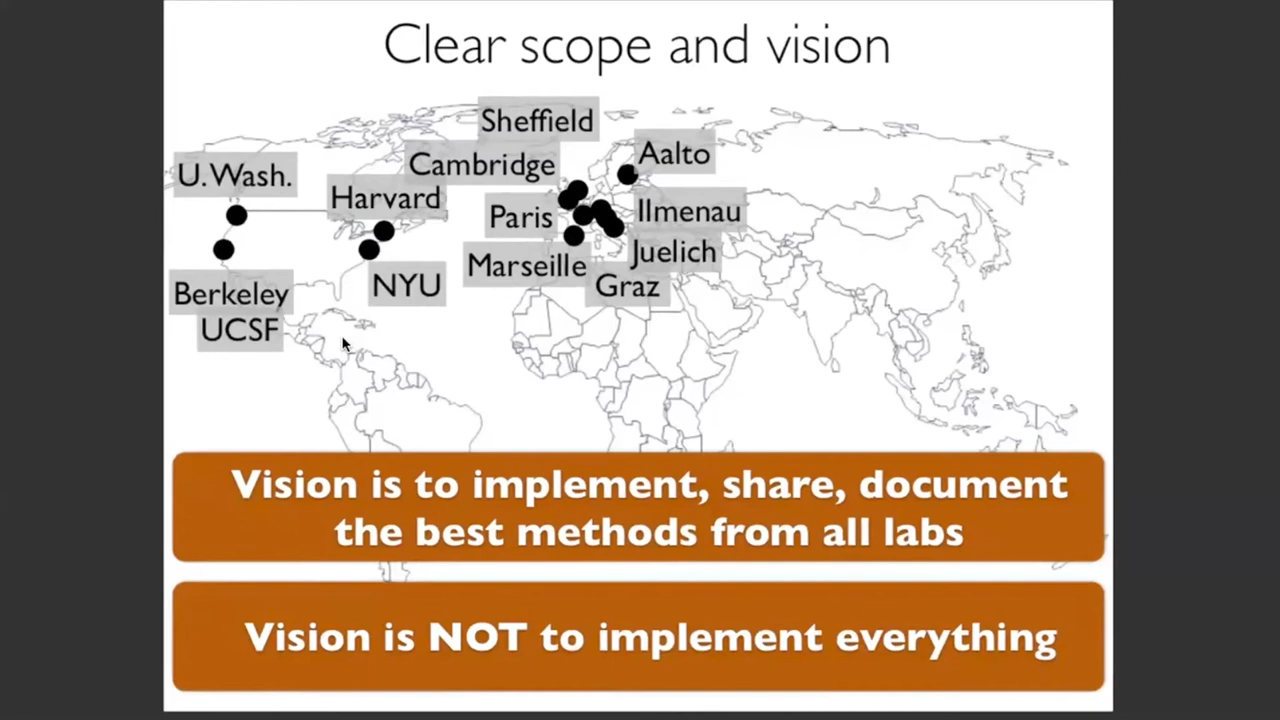 Clear scope and vision
Sheffield
Aalto
Cambridge
U. Wash.
Harvard
Paris
Ilmenau
Juelich
Marseille
Graz
NYU
Berkeley
UCSF
Vision is to implement, share, document
the best methods from all labs
Vision is NOT to implement everything